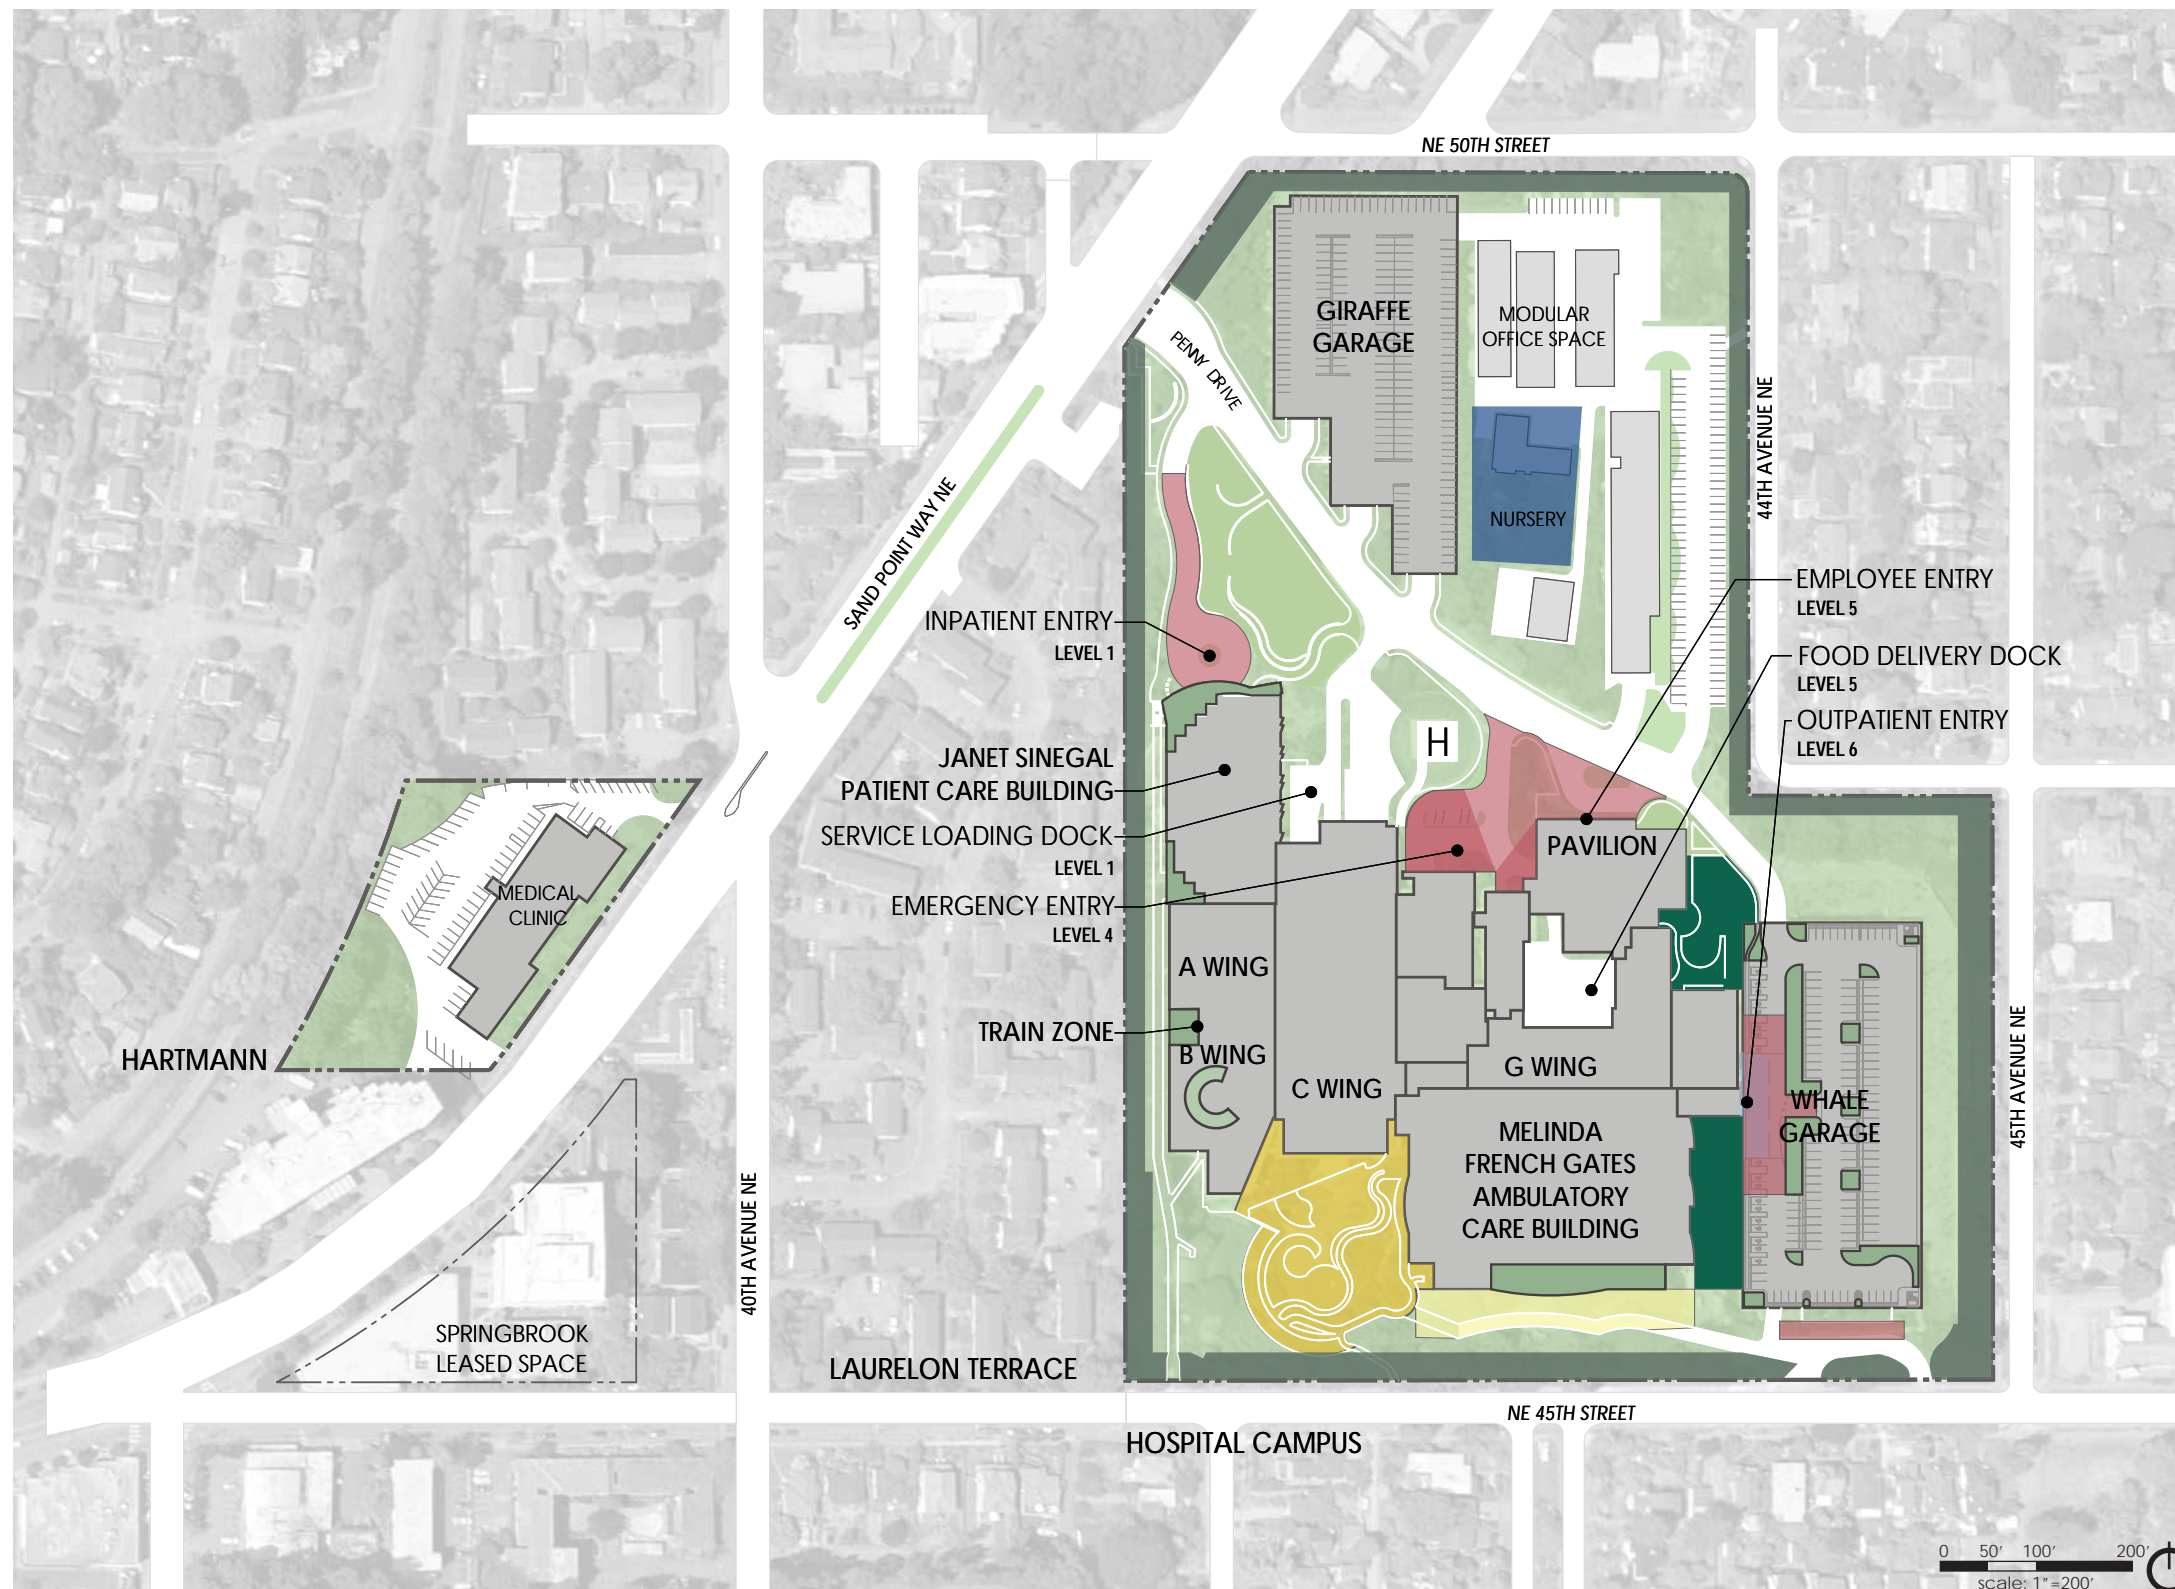 NE 50TH STREET
GIRAFFE
GARAGE
MODULAR
OFFICE SPACE
PENNY DRIVE
44TH AVENUE NE
NURSERY
SAND POINT WAY NE
EMPLOYEE ENTRY
LEVEL 5
INPATIENT ENTRY
LEVEL 1
FOOD DELIVERY DOCK
LEVEL 5
OUTPATIENT ENTRY
LEVEL 6
H
JANET SINEGAL
PATIENT CARE BUILDING
SERVICE LOADING DOCK
LEVEL 1
PAVILION
EMERGENCY ENTRY
LEVEL 4
MEDICAL
CLINIC
A WING
TRAIN ZONE
B WING
HARTMANN
C WING
G WING
45TH AVENUE NE
WHALE
GARAGE
MELINDA
FRENCH GATES
AMBULATORY
CARE BUILDING
40TH AVENUE NE
SPRINGBROOK
LEASED SPACE
LAURELON TERRACE
NE 45TH STREET
HOSPITAL CAMPUS
0 50' 100' 200'
scale: 1"=200'